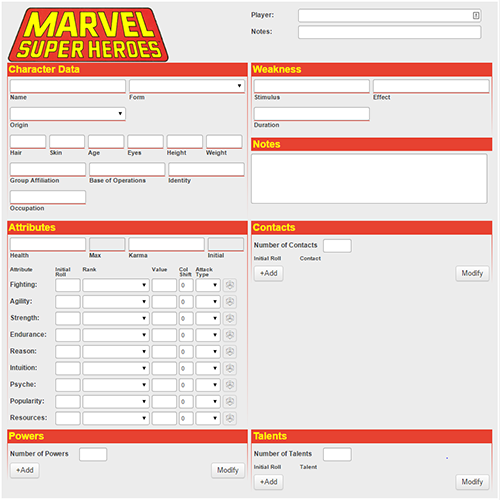 MARVEL
SUPER HEROES
Player:
Notes:
Character Data
Name Form
Origin
Hair Skin Age Eyes Height Weight
Group Affiliation Base of Operations Identity
Occupation
Weakness
Stimulus Effect
Duration
Notes
Attributes
Health Max Karma Initial
Attribute Initial Roll Rank Value Col Shift Attack Type
Fighting: 0
Agility: 0
Strength: 0
Endurance: 0
Reason: 0
Intuition: 0
Psyche: 0
Popularity: 0
Resources: 0
Contacts
Number of Contacts
Initial Roll Contact
+Add Modify
Powers
Number of Powers
+Add Modify
Talents
Number of Talents
Initial Roll Talent
+Add Modify